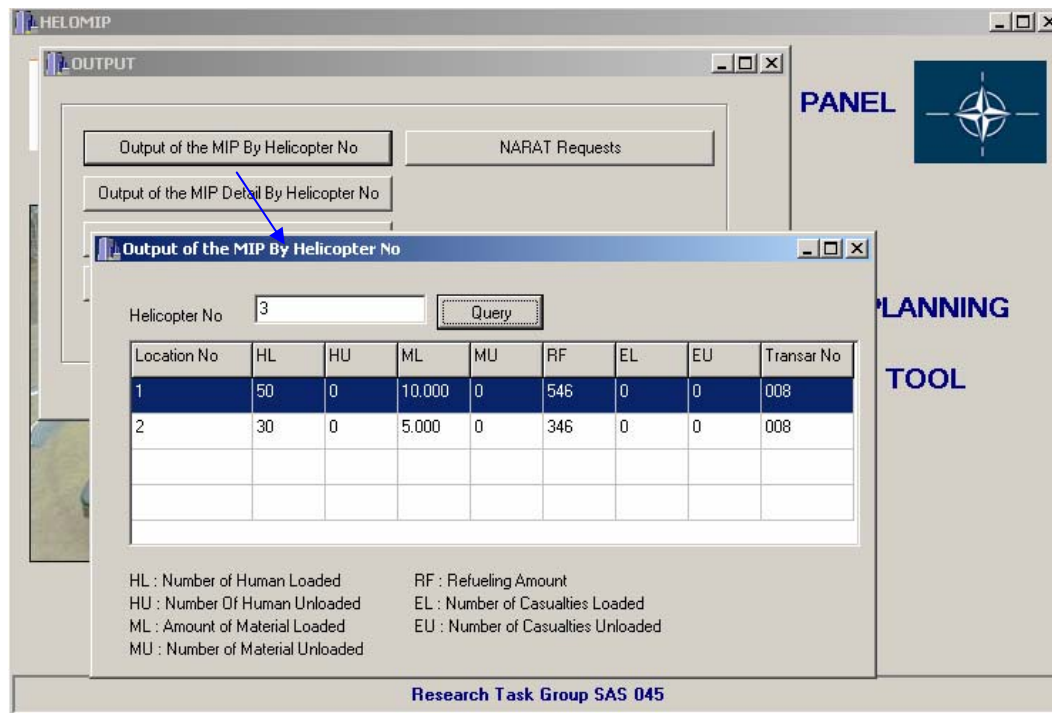 HELOMIP
OUTPUT
PANEL
Output of the MIP By Helicopter No
NARAT Requests
Output of the MIP Detail By Helicopter No
Output of the MIP By Helicopter No
Helicopter No 3 Query
Location No HL HU ML MU RF EL EU Transar No
1 50 0 10.000 0 546 0 0 008
2 30 0 5.000 0 346 0 0 008
PLANNING
TOOL
HL : Number of Human Loaded
HU : Number Of Human Unloaded
ML : Amount of Material Loaded
MU : Number of Material Unloaded
RF : Refueling Amount
EL : Number of Casualties Loaded
EU : Number of Casualties Unloaded
Research Task Group SAS 045